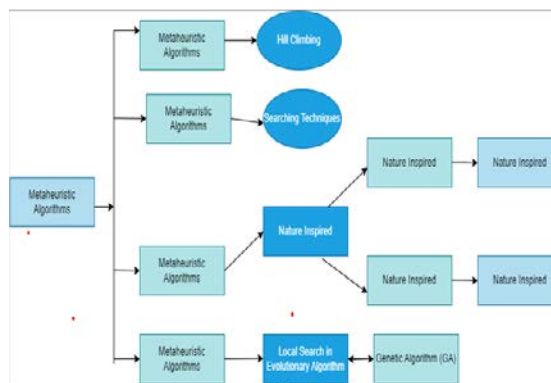 Metaheuristic
Algorithms
Hill Climbing
Metaheuristic
Algorithms
Searching Techniques
Nature Inspired
Nature Inspired
Metaheuristic
Algorithms
Nature Inspired
Metaheuristic
Algorithms
Nature Inspired
Nature Inspired
Metaheuristic
Algorithms
Local Search in
Evolutionary Algorithm
Genetic Algorithm (GA)